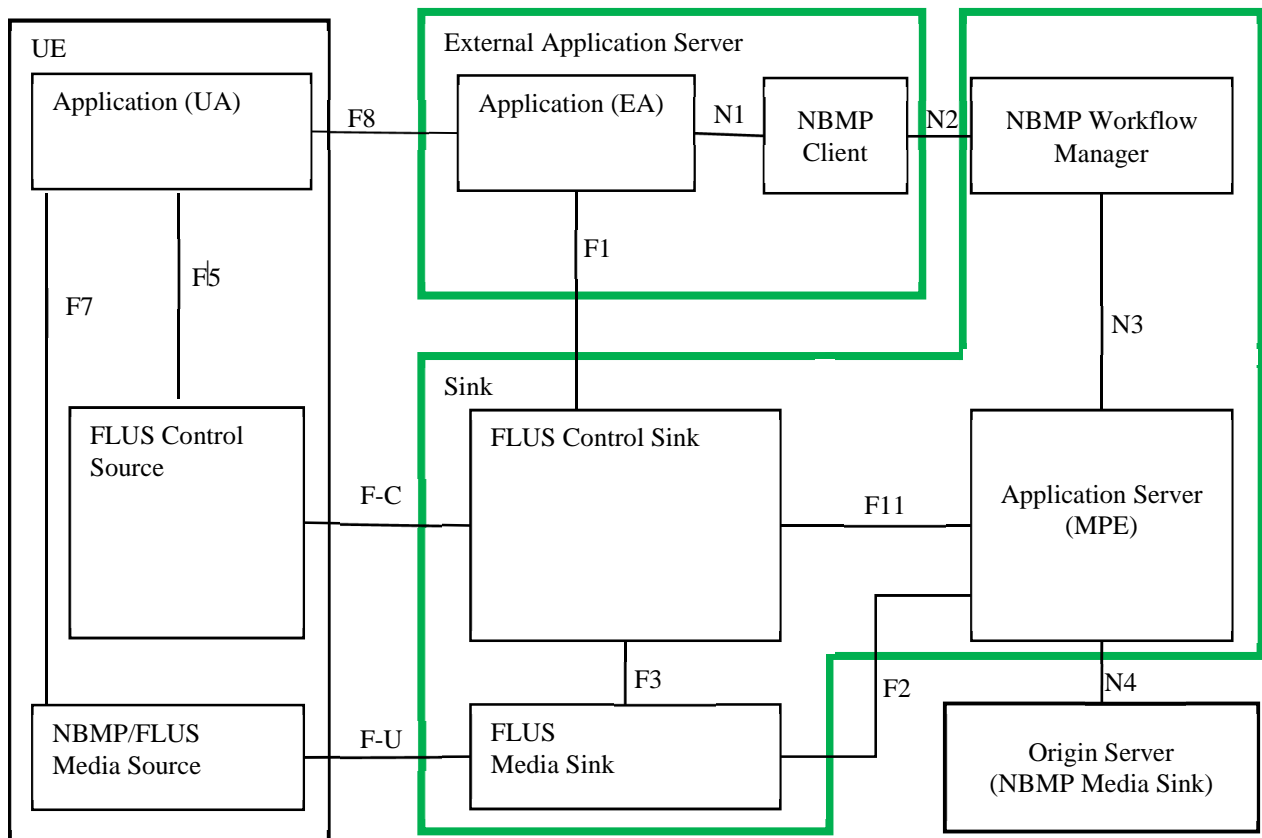 UE
External Application Server
Application (UA)
F8
Application (EA)
N1
NBMP
Client
N2
NBMP Workflow
Manager
F1
F5
F7
N3
Sink
FLUS Control
Source
F-C
FLUS Control Sink
F11
Application Server
(MPE)
F3
F2
N4
NBMP/FLUS
Media Source
F-U
FLUS
Media Sink
Origin Server
(NBMP Media Sink)